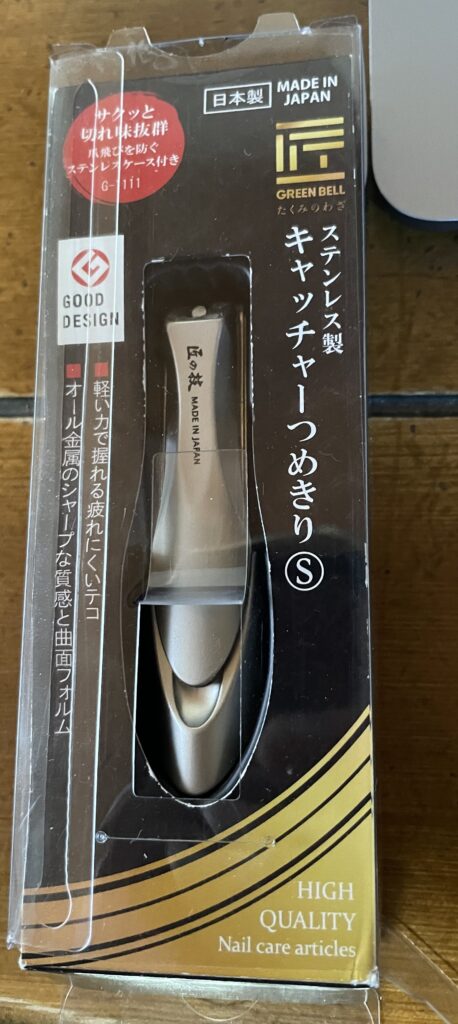 サクッと
切れ味抜群
爪飛びを防ぐ
ステンレスケース付き
G-1111
日本製
MADE IN
JAPAN
匠
GREEN BELL
たくみのわざ
GOOD
DESIGN
ステンレス製
キャッチャーつめきりⓈ
匠の技 MADE IN JAPAN
■軽い力で握れる疲れにくいテコ
■オール金属のシャープな質感と曲面フォルム
HIGH
QUALITY
Nail care articles